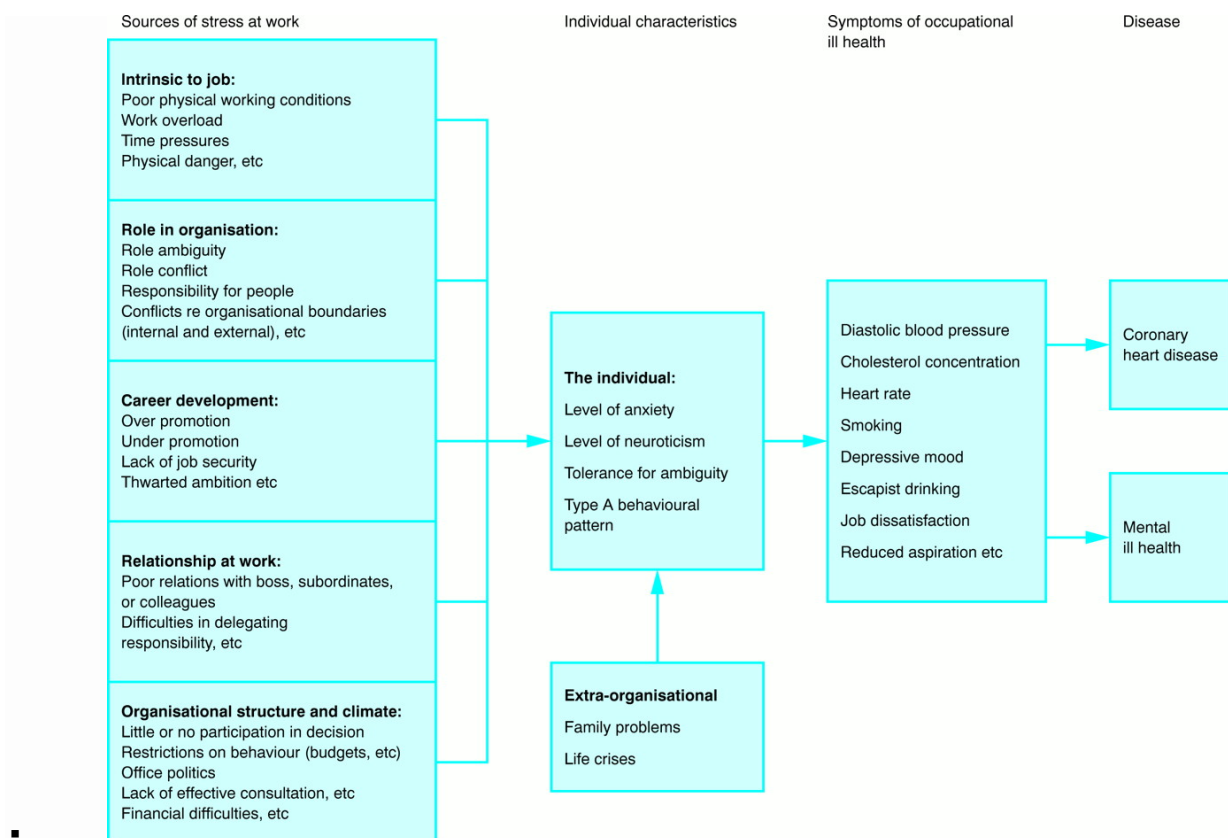 Sources of stress at work
Individual characteristics
Symptoms of occupational
ill health
Disease
Intrinsic to job:
Poor physical working conditions
Work overload
Time pressures
Physical danger, etc
Role in organisation:
Role ambiguity
Role conflict
Responsibility for people
Conflicts re organisational boundaries
(internal and external), etc
Career development:
Over promotion
Under promotion
Lack of job security
Thwarted ambition etc
Relationship at work:
Poor relations with boss, subordinates,
or colleagues
Difficulties in delegating
responsibility, etc
Organisational structure and climate:
Little or no participation in decision
Restrictions on behaviour (budgets, etc)
Office politics
Lack of effective consultation, etc
Financial difficulties, etc
The individual:
Level of anxiety
Level of neuroticism
Tolerance for ambiguity
Type A behavioural
pattern
Extra-organisational
Family problems
Life crises
Diastolic blood pressure
Cholesterol concentration
Heart rate
Smoking
Depressive mood
Escapist drinking
Job dissatisfaction
Reduced aspiration etc
Coronary
heart disease
Mental
ill health